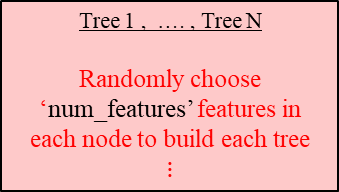 Tree 1 , …. , Tree N
Randomly choose
‘num_features’ features in
each node to build each tree
⋮